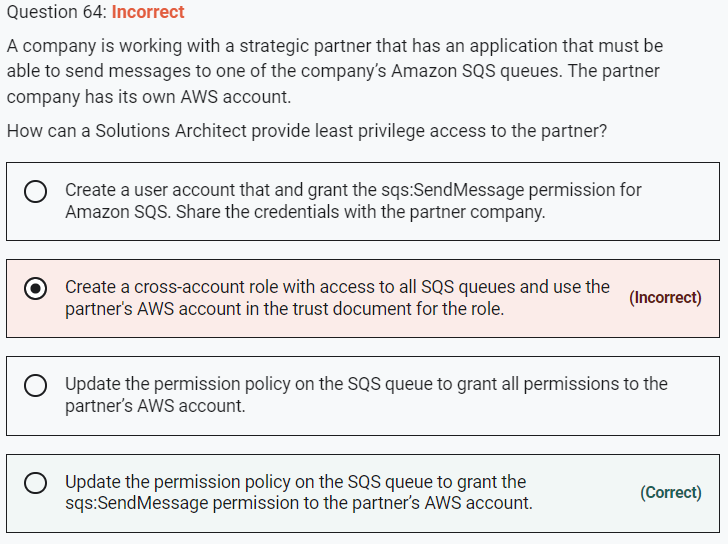 Question 64: Incorrect
A company is working with a strategic partner that has an application that must be
able to send messages to one of the company's Amazon SQS queues. The partner
company has its own AWS account.
How can a Solutions Architect provide least privilege access to the partner?
Create a user account that and grant the sqs:SendMessage permission for
Amazon SQS. Share the credentials with the partner company.
Create a cross-account role with access to all SQS queues and use the
partner's AWS account in the trust document for the role.
(Incorrect)
Update the permission policy on the SQS queue to grant all permissions to the
partner's AWS account.
Update the permission policy on the SQS queue to grant the
sqs:SendMessage permission to the partner's AWS account.
(Correct)